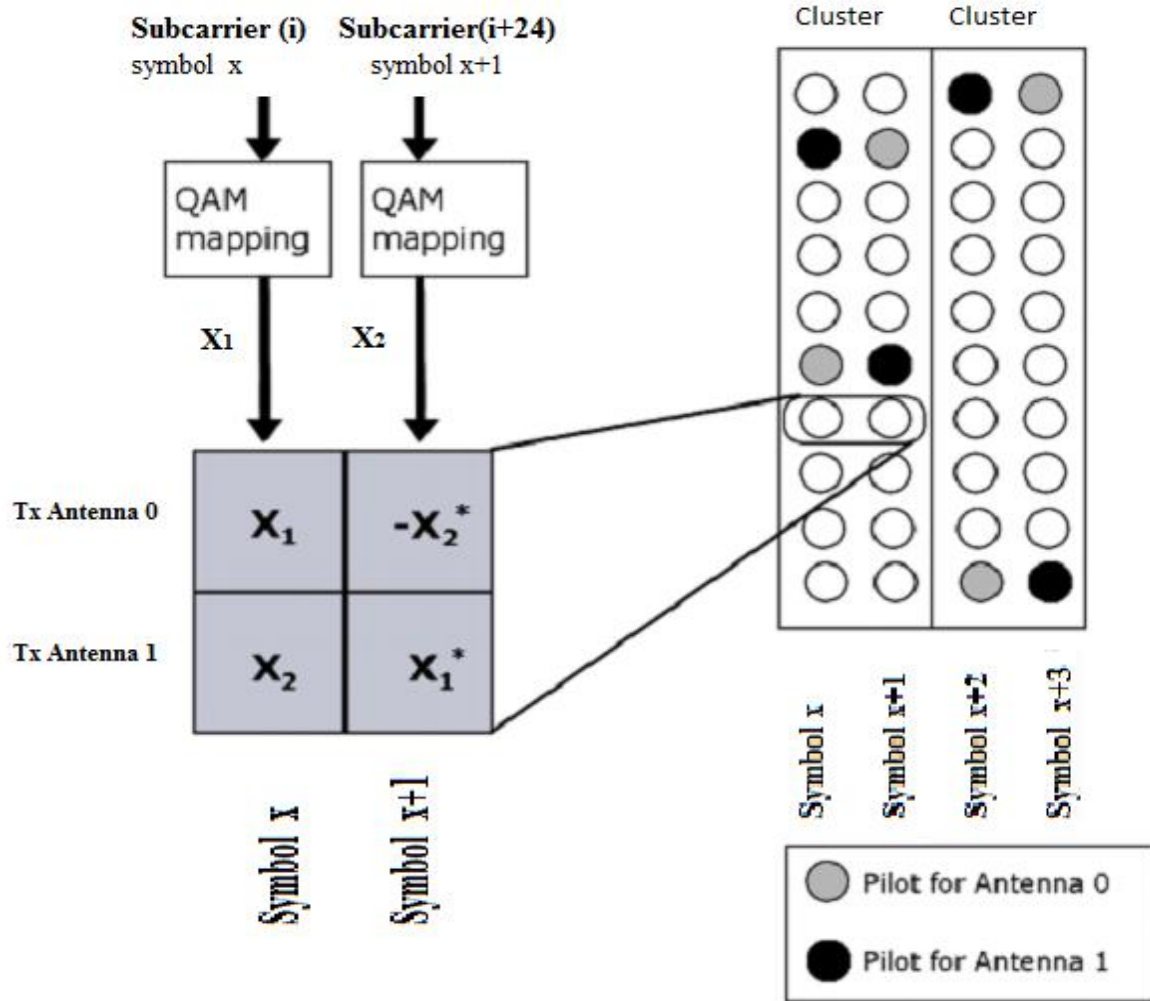 Subcarrier (i) Subcarrier(i+24)
symbol x symbol x+1
QAM mapping
QAM mapping
X1 X2
Tx Antenna 0
X1 -X2*
Tx Antenna 1
X2 X1*
Symbol x
Symbol x+1
Cluster Cluster
Symbol x
Symbol x+1
Symbol x+2
Symbol x+3
Pilot for Antenna 0
Pilot for Antenna 1